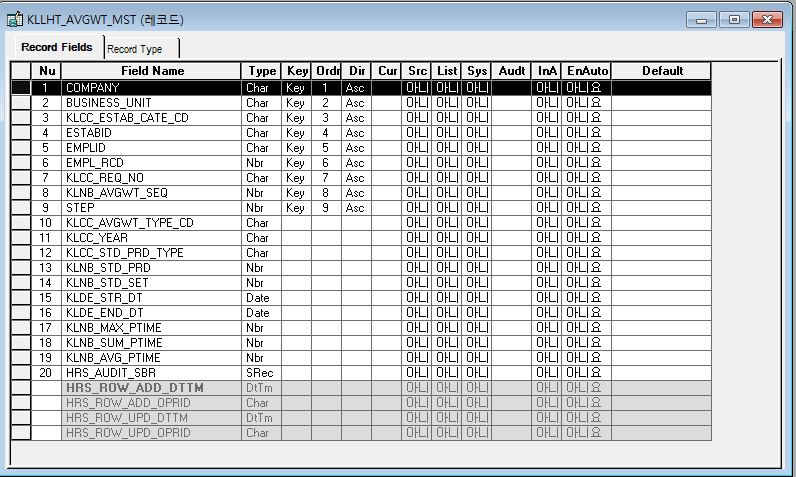 KLLHT_AVGWT_MST (레코드)
Record Fields Record Type
Nu Field Name Type Key Ordr Dir Cur Src List Sys Audt InA EnAuto Default
1 COMPANY Char Key 1 Asc 아니 아니 아니 아니 아니요
2 BUSINESS_UNIT Char Key 2 Asc 아니 아니 아니 아니 아니요
3 KLCC_ESTAB_CATE_CD Char Key 3 Asc 아니 아니 아니 아니 아니요
4 ESTABID Char Key 4 Asc 아니 아니 아니 아니 아니요
5 EMPLID Char Key 5 Asc 아니 아니 아니 아니 아니요
6 EMPL_RCD Nbr Key 6 Asc 아니 아니 아니 아니 아니요
7 KLCC_REQ_NO Char Key 7 Asc 아니 아니 아니 아니 아니요
8 KLNB_AVGWT_SEQ Nbr Key 8 Asc 아니 아니 아니 아니 아니요
9 STEP Nbr Key 9 Asc 아니 아니 아니 아니 아니요
10 KLCC_AVGWT_TYPE_CD Char 아니 아니 아니 아니 아니요
11 KLCC_YEAR Char 아니 아니 아니 아니 아니요
12 KLCC_STD_PRD_TYPE Char 아니 아니 아니 아니 아니요
13 KLNB_STD_PRD Nbr 아니 아니 아니 아니 아니요
14 KLNB_STD_SET Nbr 아니 아니 아니 아니 아니요
15 KLDE_STR_DT Date 아니 아니 아니 아니 아니요
16 KLDE_END_DT Date 아니 아니 아니 아니 아니요
17 KLNB_MAX_PTIME Nbr 아니 아니 아니 아니 아니요
18 KLNB_SUM_PTIME Nbr 아니 아니 아니 아니 아니요
19 KLNB_AVG_PTIME Nbr 아니 아니 아니 아니 아니요
20 HRS_AUDIT_SBR SRec 아니 아니 아니 아니 아니요
HRS_ROW_ADD_DTTM DtTm 아니 아니 아니 아니 아니요
HRS_ROW_ADD_OPRID Char 아니 아니 아니 아니 아니요
HRS_ROW_UPD_DTTM DtTm 아니 아니 아니 아니 아니요
HRS_ROW_UPD_OPRID Char 아니 아니 아니 아니 아니요